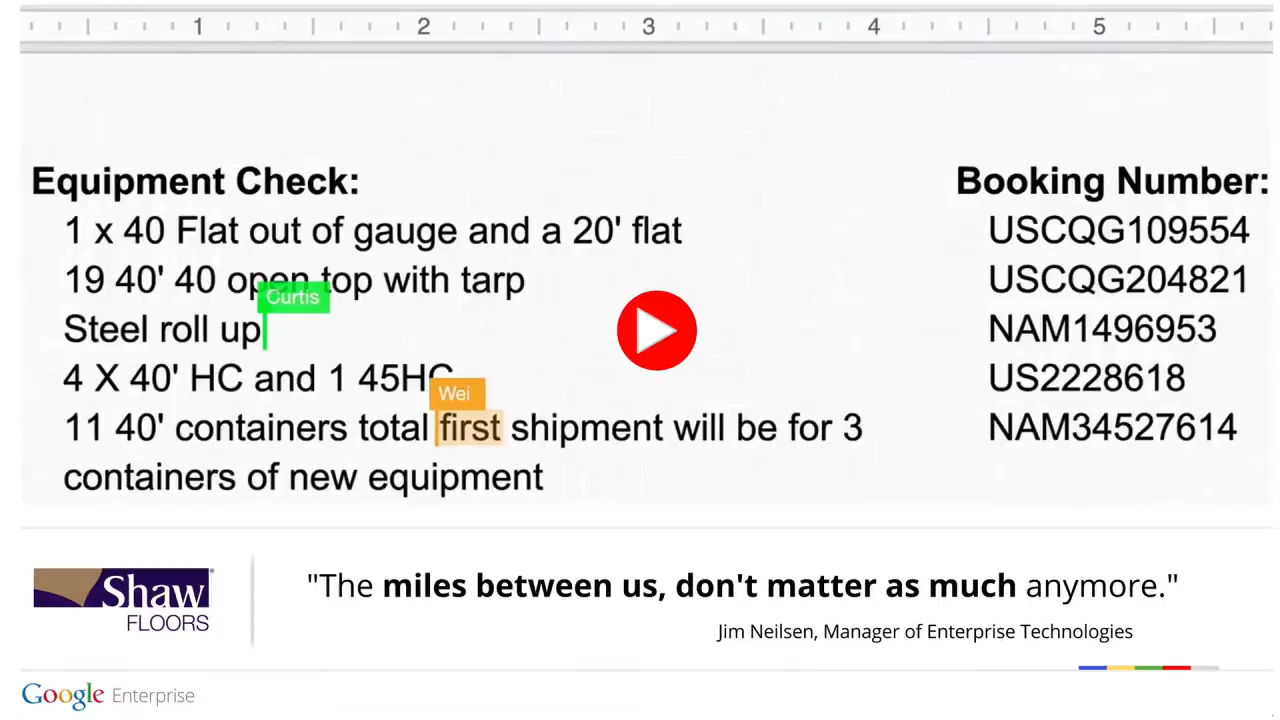 1 2 3 4 5
Equipment Check: Booking Number:
1 x 40 Flat out of gauge and a 20' flat USCQG109554
19 40' 40 open top with tarp USCQG204821
Curtis
Steel roll up NAM1496953
4 X 40' HC and 1 45HC US2228618
Wei
11 40' containers total first shipment will be for 3 NAM34527614
containers of new equipment
Shaw
FLOORS
"The miles between us, don't matter as much anymore."
Jim Neilsen, Manager of Enterprise Technologies
Google Enterprise